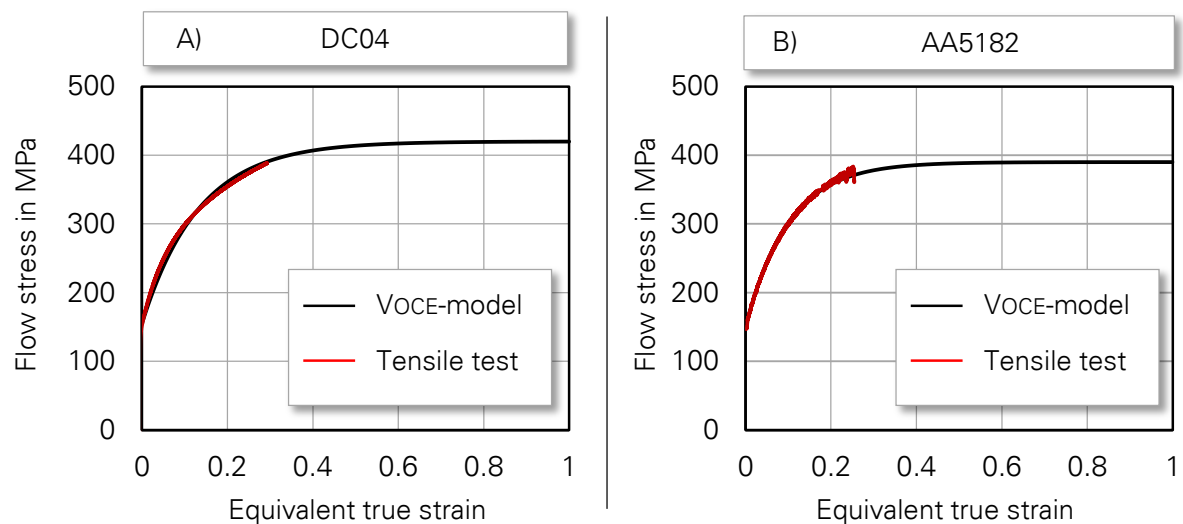 A) DC04
Flow stress in MPa
500
400
300
200
100
0
VOCE-model
Tensile test
0 0.2 0.4 0.6 0.8 1
Equivalent true strain
B) AA5182
Flow stress in MPa
500
400
300
200
100
0
VOCE-model
Tensile test
0 0.2 0.4 0.6 0.8 1
Equivalent true strain